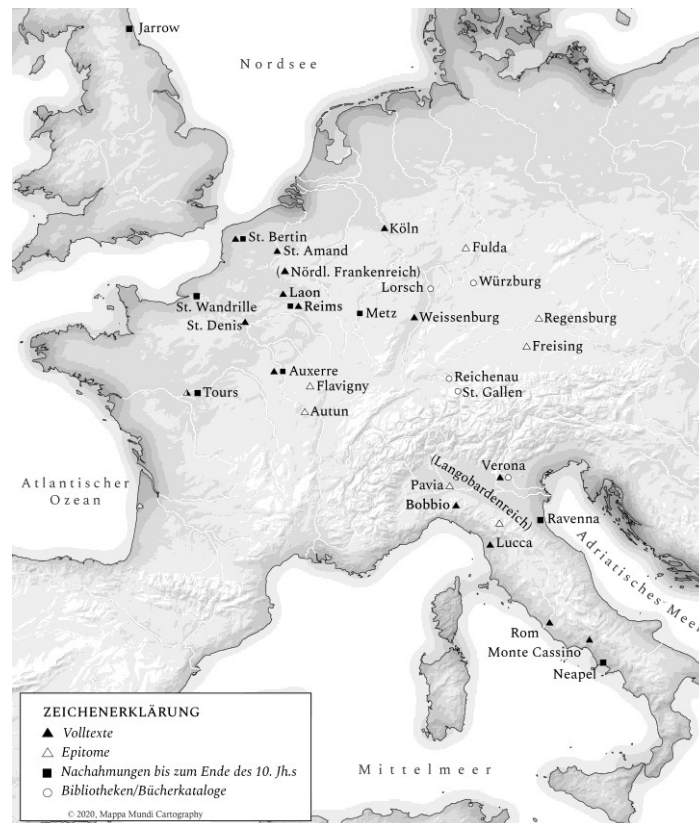 Jarrow
Nordsee
St. Bertin
Köln
St. Amand
Fulda
(Nördl. Frankenreich)
Lorsch
Würzburg
Laon
St. Wandrille
Reims
Metz
Weissenburg
Regensburg
St. Denis
Freising
Auxerre
Flavigny
Reichenau
St. Gallen
Tours
Autun
Atlantischer
Ozean
Verona
(Langobardenreich)
Pavia
Bobbio
Ravenna
Lucca
Adriatisches Meer
Rom
Monte Cassino
Neapel
Mittelmeer
ZEICHENERKLÄRUNG
Volltexte
Epitome
Nachahmungen bis zum Ende des 10. Jh.s
Bibliotheken/Bücherkataloge
© 2020, Mappa Mundi Cartography